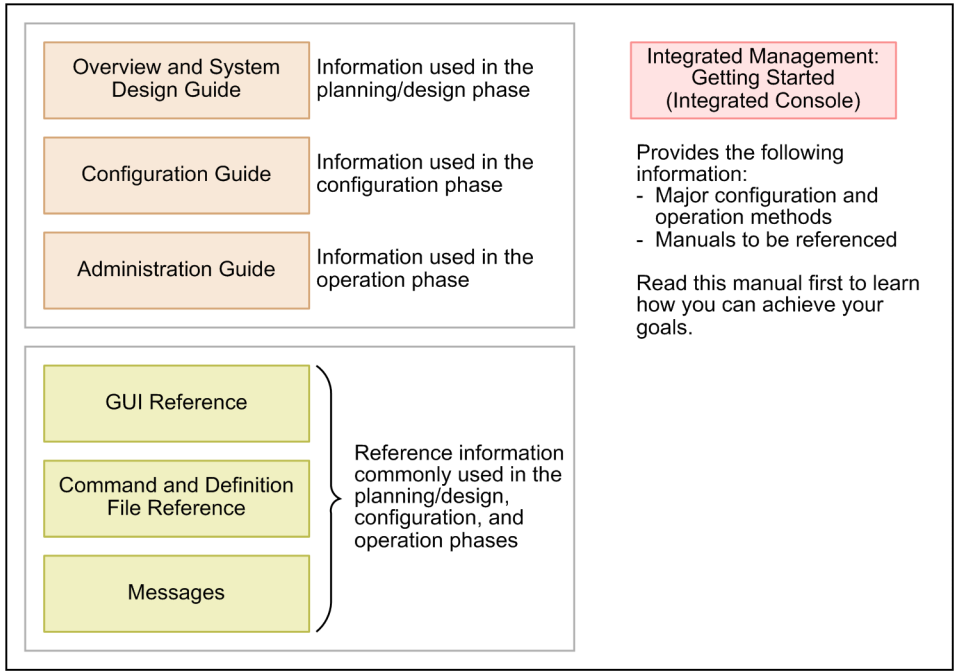 Overview and System
Design Guide
Information used in the
planning/design phase
Configuration Guide
Information used in the
configuration phase
Administration Guide
Information used in the
operation phase
GUI Reference
Command and Definition
File Reference
Messages
Reference information
commonly used in the
planning/design,
configuration, and
operation phases
Integrated Management:
Getting Started
(Integrated Console)
Provides the following
information:
- Major configuration and
operation methods
- Manuals to be referenced
Read this manual first to learn
how you can achieve your
goals.